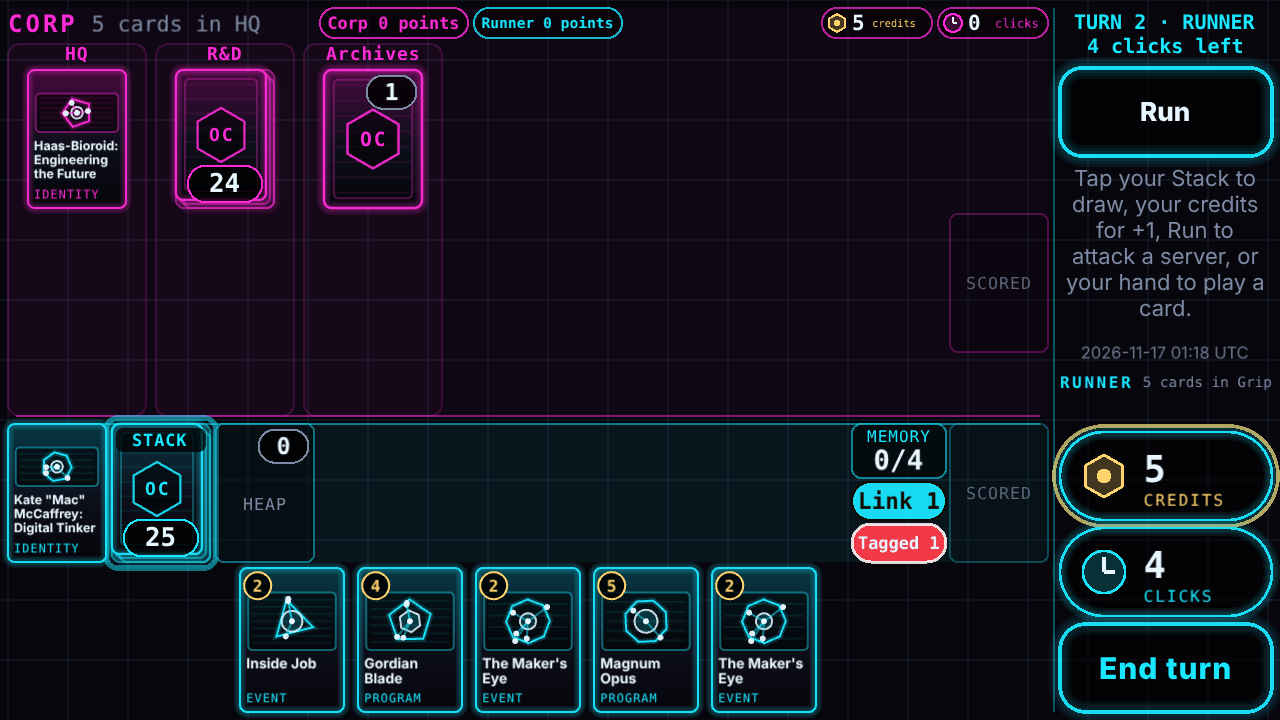 CORP 5 cards in HQ
Corp 0 points
Runner 0 points
5 credits
0 clicks
TURN 2 · RUNNER
4 clicks left
HQ
R&D
Archives
Haas-Bioroid:
Engineering
the Future
IDENTITY
OC
24
1
OC
SCORED
Run
Tap your Stack to
draw, your credits
for +1, Run to
attack a server, or
your hand to play a
card.
2026-11-17 01:18 UTC
RUNNER 5 cards in Grip
Kate "Mac"
McCaffrey:
Digital Tinker
IDENTITY
STACK
OC
25
0
HEAP
MEMORY
0/4
Link 1
Tagged 1
SCORED
5
CREDITS
4
CLICKS
End turn
2
Inside Job
EVENT
4
Gordian
Blade
PROGRAM
2
The Maker's
Eye
EVENT
5
Magnum
Opus
PROGRAM
2
The Maker's
Eye
EVENT